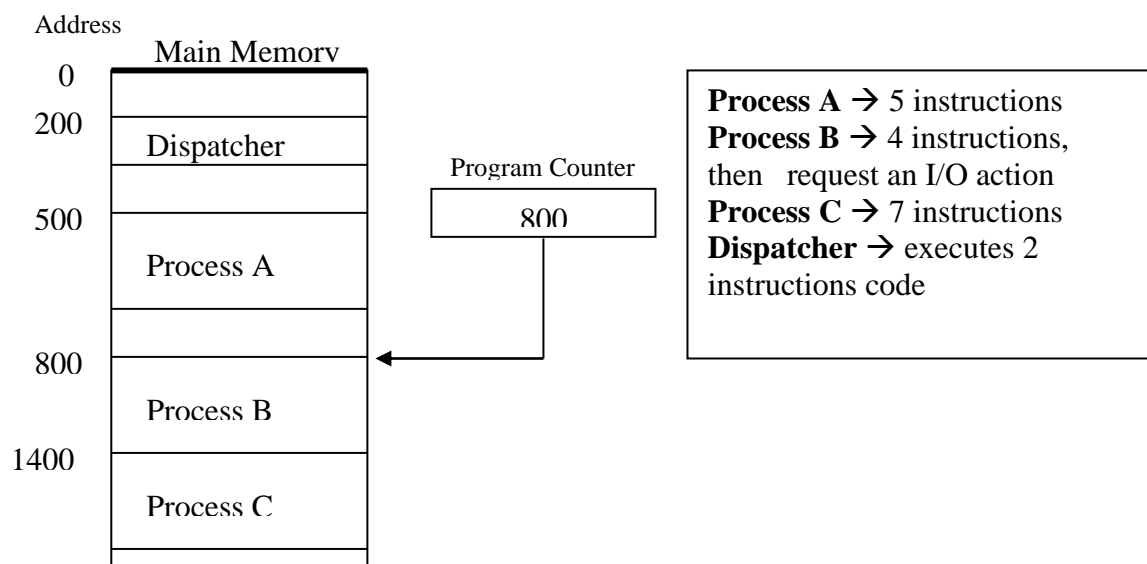 Address
Main Memory
0
200
Dispatcher
500
Process A
800
Process B
1400
Process C
Program Counter
800
Process A → 5 instructions
Process B → 4 instructions,
then request an I/O action
Process C → 7 instructions
Dispatcher → executes 2
instructions code